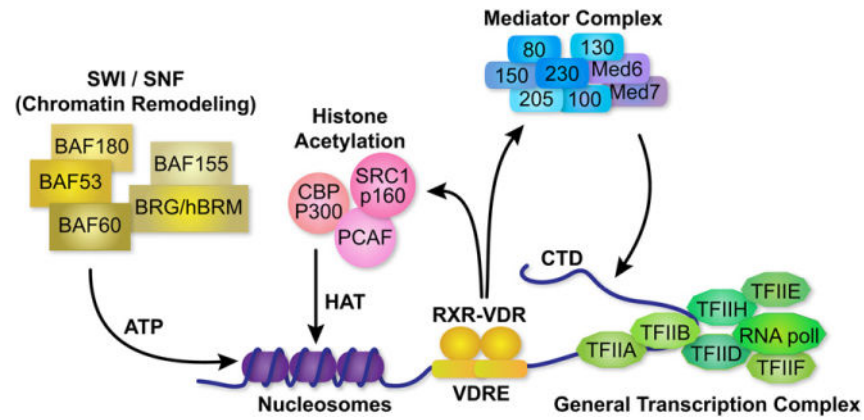 Mediator Complex
80
130
150
230
Med6
205
100
Med7
SWI / SNF
(Chromatin Remodeling)
BAF180
BAF155
BAF53
BRG/hBRM
BAF60
Histone
Acetylation
SRC1
p160
CBP
P300
PCAF
CTD
ATP
HAT
RXR-VDR
VDRE
Nucleosomes
TFIIE
TFIIH
TFIIB
TFIIA
RNA poll
TFIID
TFIIF
General Transcription Complex